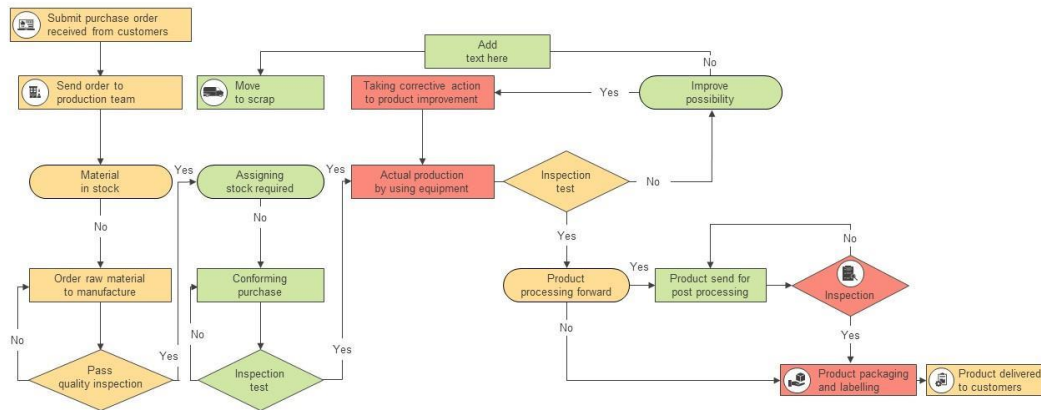 Submit purchase order
received from customers
Add
text here
No
Send order to
production team
Move
to scrap
Taking corrective action
to product improvement
Yes
Improve
possibility
Material
in stock
Yes
Assigning
stock required
Yes
Actual production
by using equipment
Inspection
test
No
No
No
Yes
No
Order raw material
to manufacture
Conforming
purchase
Product
processing forward
Yes
Product send for
post processing
Inspection
No
No
Yes
No
Yes
Pass
quality inspection
Yes
Inspection
test
Product packaging
and labelling
Product delivered
to customers